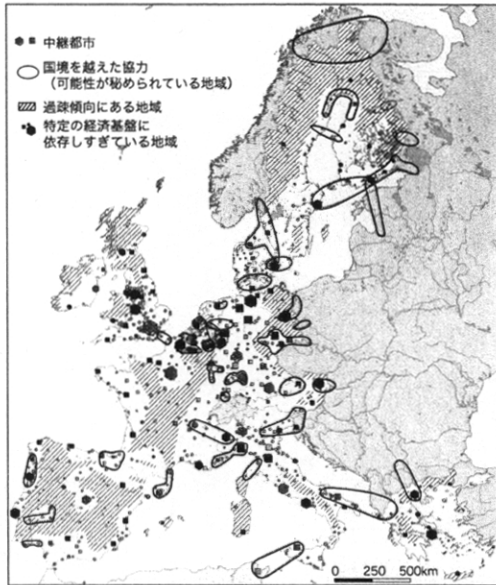 中継都市
国境を越えた協力
(可能性が秘められている地域)
過疎傾向にある地域
特定の経済基盤に
依存しすぎている地域
0 250 500km